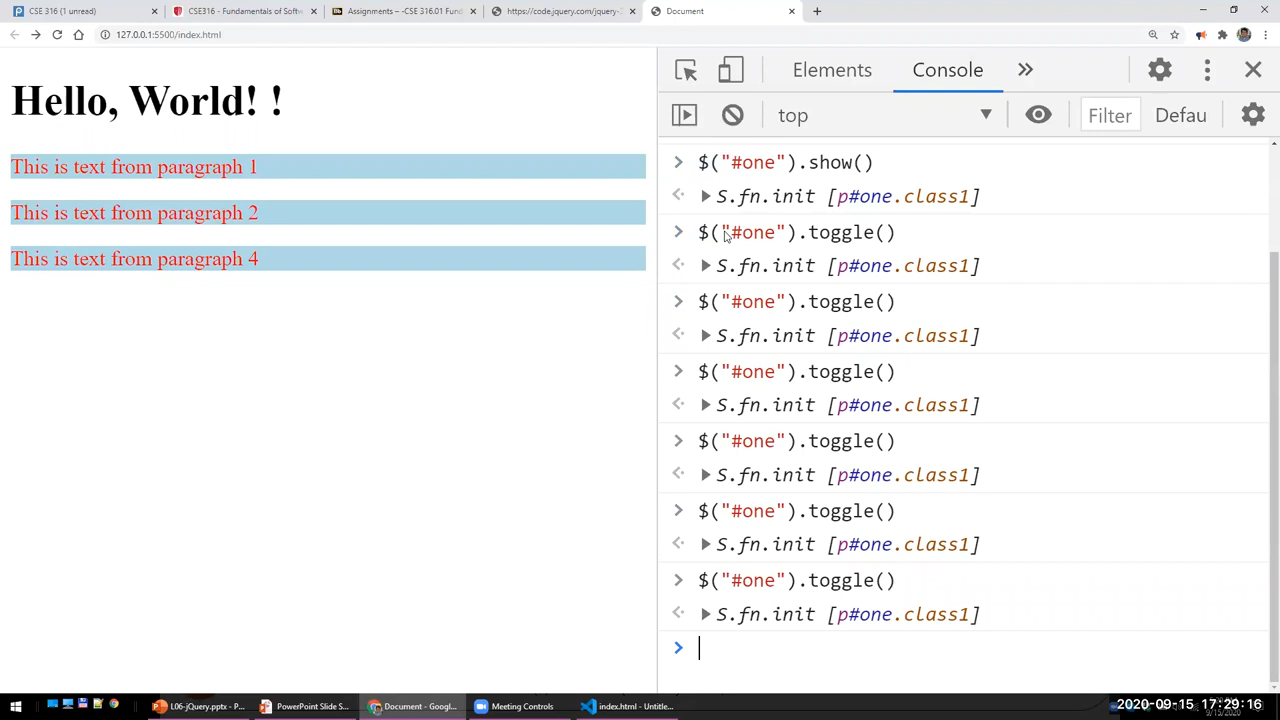 CSE 316 (1 unread)
CSE316 - Fundamentals of Softw
Assignments – -CSE 316.01 Fund
https://code.jquery.com/jquery-
Document
127.0.0.1:5500/index.html
Elements
Console
top
Filter
Defau
Hello, World! !
This is text from paragraph 1
This is text from paragraph 2
This is text from paragraph 4
$("#one").show()
S.fn.init [p#one.class1]
$("#one").toggle()
S.fn.init [p#one.class1]
$("#one").toggle()
S.fn.init [p#one.class1]
$("#one").toggle()
S.fn.init [p#one.class1]
$("#one").toggle()
S.fn.init [p#one.class1]
$("#one").toggle()
S.fn.init [p#one.class1]
$("#one").toggle()
S.fn.init [p#one.class1]
L06-jQuery.pptx - P...
PowerPoint Slide S...
Document - Googl...
Meeting Controls
index.html - Untitle...
2020-09-15 17:29:16
9/15/2020